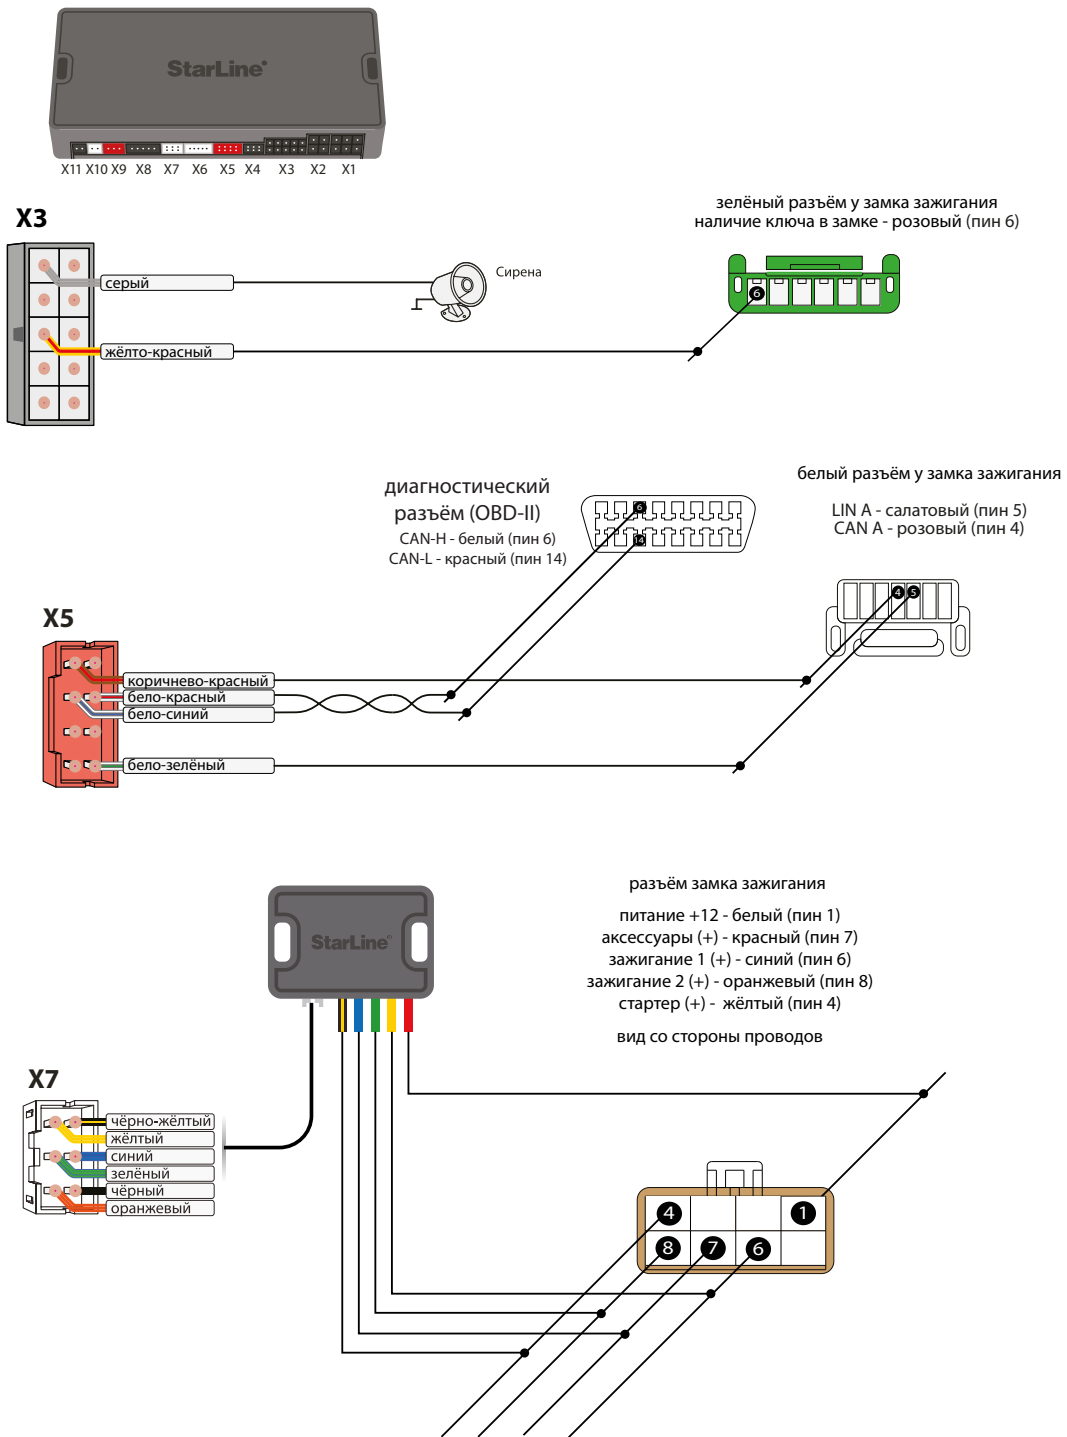 StarLine®
X11 X10 X9 X8 X7 X6 X5 X4 X3 X2 X1
X3
зелёный разъём у замка зажигания
наличие ключа в замке - розовый (пин 6)
серый
Сирена
6
жёлто-красный
диагностический
разъём (OBD-II)
CAN-H - белый (пин 6)
CAN-L - красный (пин 14)
6
14
белый разъём у замка зажигания
LIN A - салатовый (пин 5)
CAN A - розовый (пин 4)
4 5
X5
коричнево-красный
бело-красный
бело-синий
бело-зелёный
StarLine®
разъём замка зажигания
питание +12 - белый (пин 1)
аксессуары (+) - красный (пин 7)
зажигание 1 (+) - синий (пин 6)
зажигание 2 (+) - оранжевый (пин 8)
стартер (+) - жёлтый (пин 4)
вид со стороны проводов
X7
чёрно-жёлтый
жёлтый
синий
зелёный
чёрный
оранжевый
4 1
8 7 6